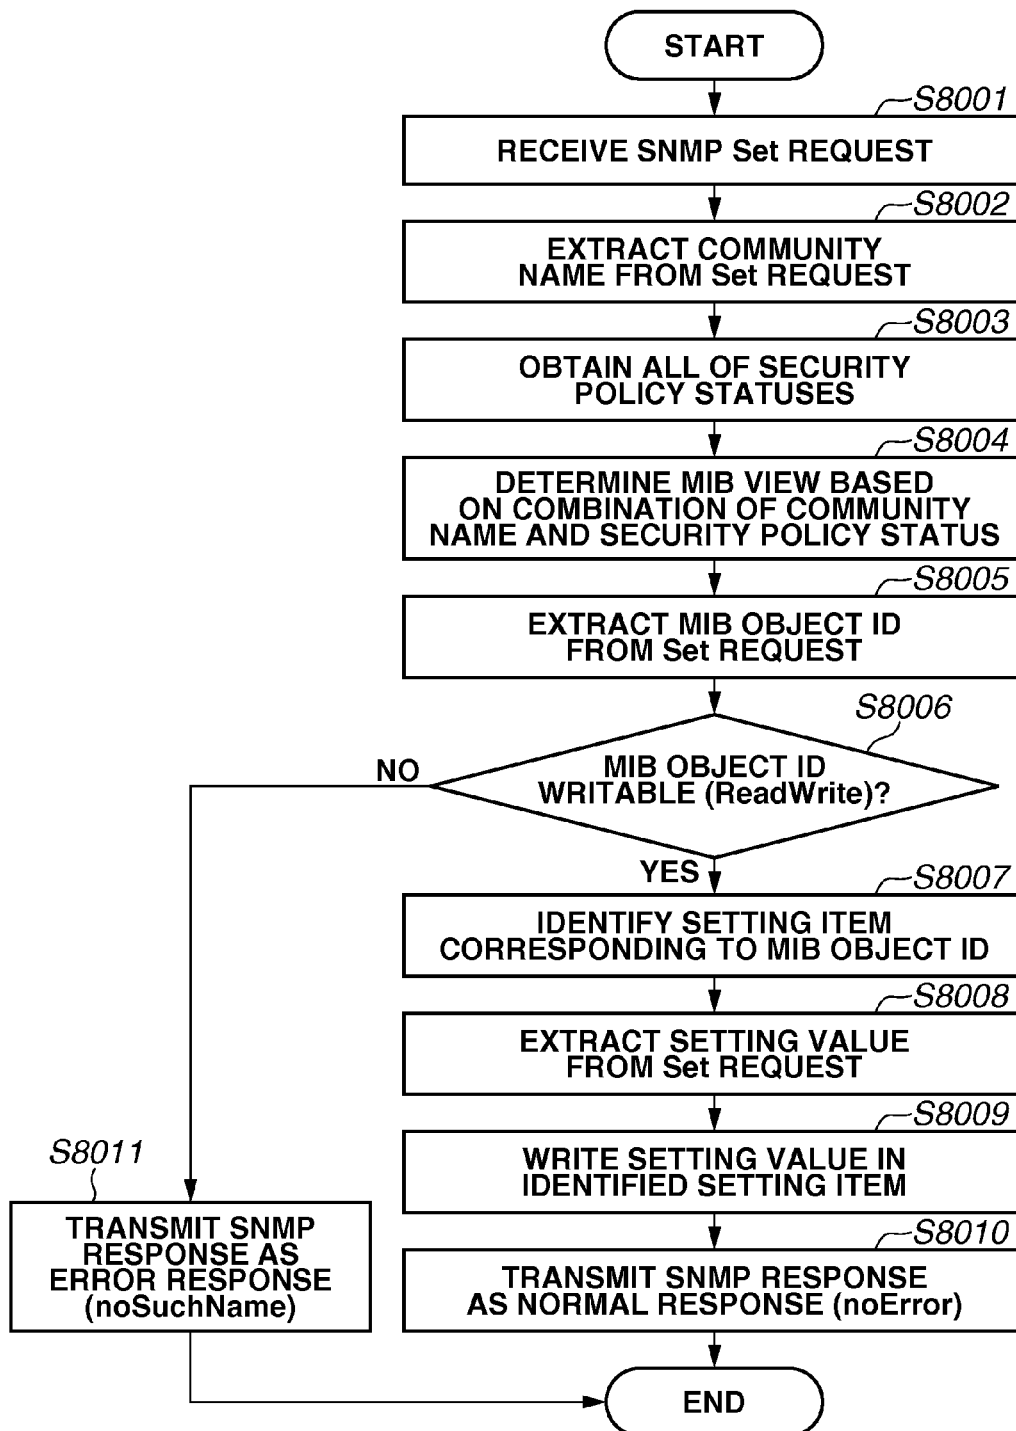 START
S8001
RECEIVE SNMP Set REQUEST
S8002
EXTRACT COMMUNITY
NAME FROM Set REQUEST
S8003
OBTAIN ALL OF SECURITY
POLICY STATUSES
S8004
DETERMINE MIB VIEW BASED
ON COMBINATION OF COMMUNITY
NAME AND SECURITY POLICY STATUS
S8005
EXTRACT MIB OBJECT ID
FROM Set REQUEST
S8006
MIB OBJECT ID
WRITABLE (ReadWrite)?
NO
YES
S8007
IDENTIFY SETTING ITEM
CORRESPONDING TO MIB OBJECT ID
S8008
EXTRACT SETTING VALUE
FROM Set REQUEST
S8009
WRITE SETTING VALUE IN
IDENTIFIED SETTING ITEM
S8010
TRANSMIT SNMP RESPONSE
AS NORMAL RESPONSE (noError)
S8011
TRANSMIT SNMP
RESPONSE AS
ERROR RESPONSE
(noSuchName)
END